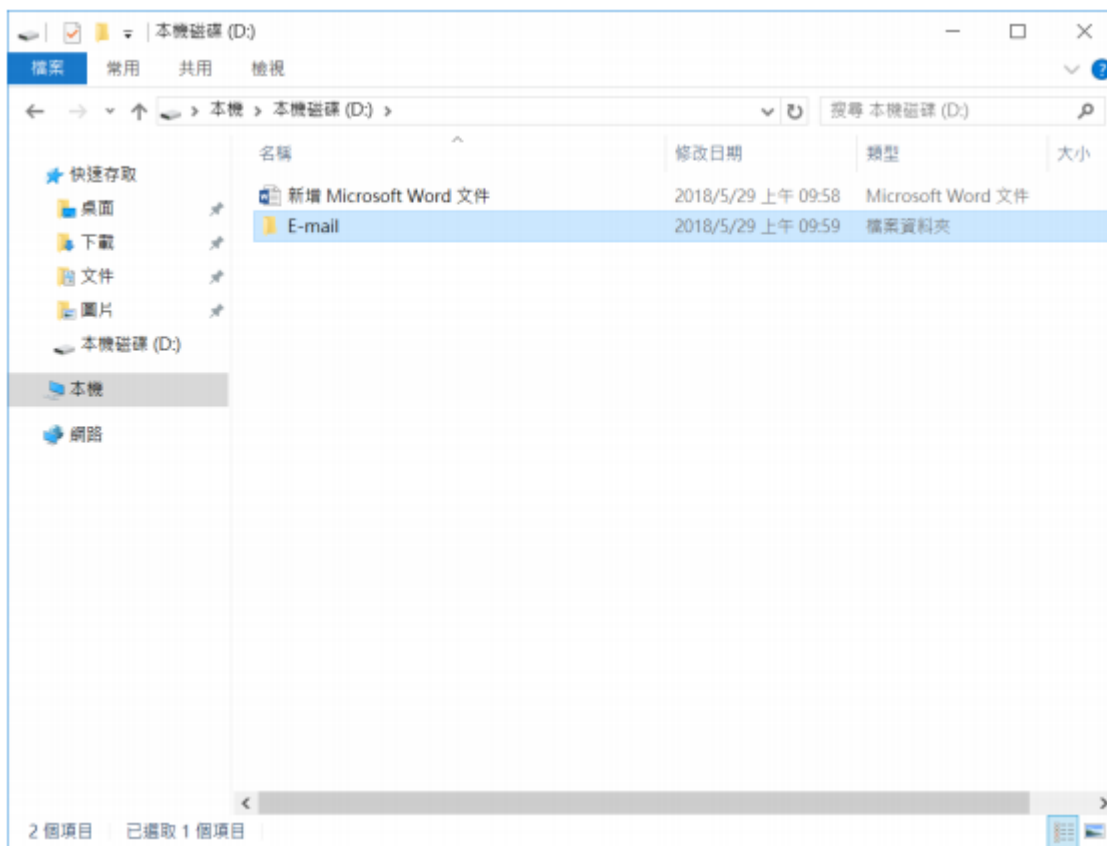 本機磁碟 (D:)
檔案 常用 共用 檢視
本機 本機磁碟 (D:) 搜尋 本機磁碟 (D:)
快速存取
桌面
下載
文件
圖片
本機磁碟 (D:)
本機
網路
名稱 修改日期 類型 大小
新增 Microsoft Word 文件 2018/5/29 上午 09:58 Microsoft Word 文件
E-mail 2018/5/29 上午 09:59 檔案資料夾
2 個項目 已選取 1 個項目